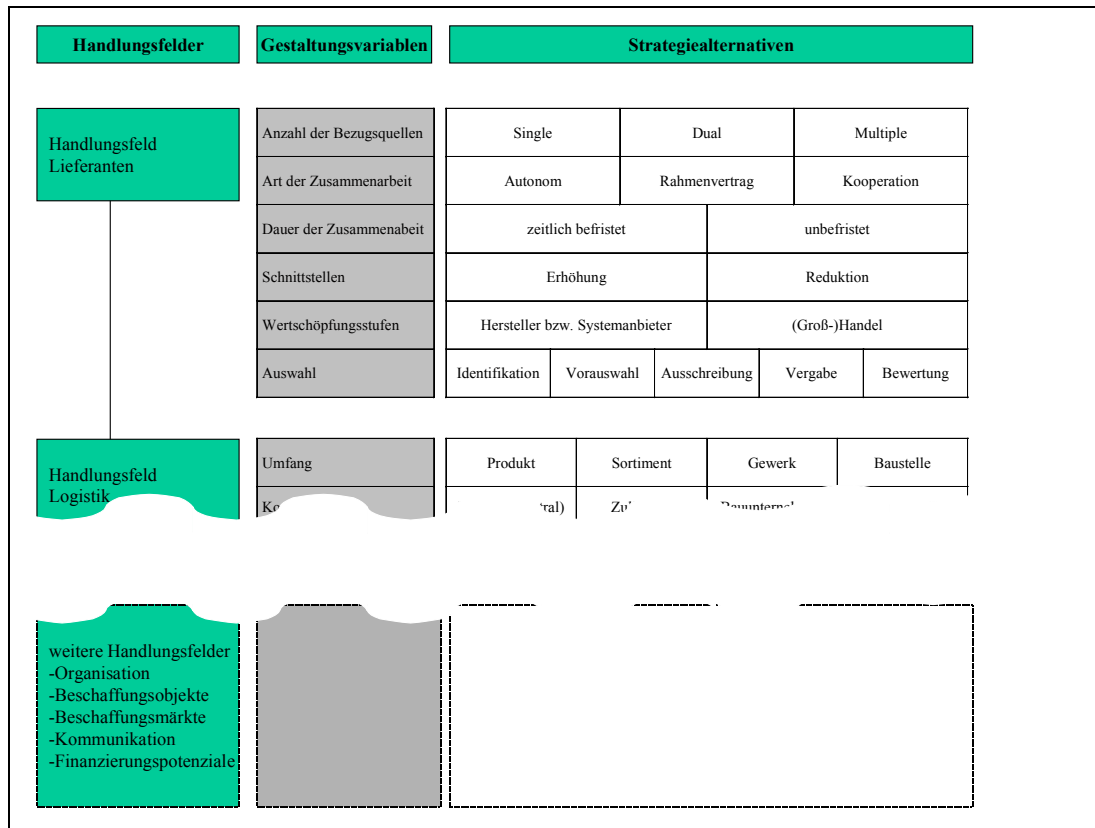 Handlungsfelder
Gestaltungsvariablen
Strategiealternativen
Handlungsfeld
Lieferanten
Anzahl der Bezugsquellen
Single
Dual
Multiple
Art der Zusammenarbeit
Autonom
Rahmenvertrag
Kooperation
Dauer der Zusammenabeit
zeitlich befristet
unbefristet
Schnittstellen
Erhöhung
Reduktion
Wertschöpfungsstufen
Hersteller bzw. Systemanbieter
(Groß-)Handel
Auswahl
Identifikation
Vorauswahl
Ausschreibung
Vergabe
Bewertung
Handlungsfeld
Logistik
Umfang
Produkt
Sortiment
Gewerk
Baustelle
weitere Handlungsfelder
-Organisation
-Beschaffungsobjekte
-Beschaffungsmärkte
-Kommunikation
-Finanzierungspotenziale